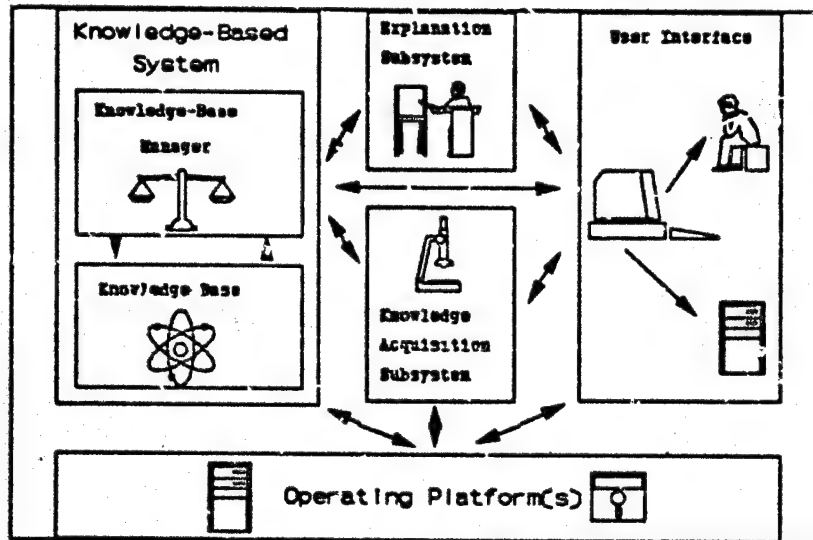 Knowledge-Based
System
Knowledge-Base
Manager
Knowledge Base
Explanation
Subsystem
Knowledge
Acquisition
Subsystem
User Interface
Operating Platform(s)